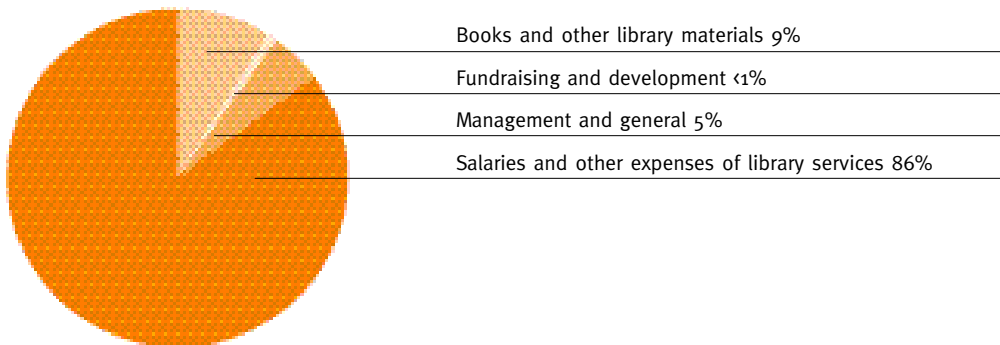 Books and other library materials 9%
Fundraising and development <1%
Management and general 5%
Salaries and other expenses of library services 86%